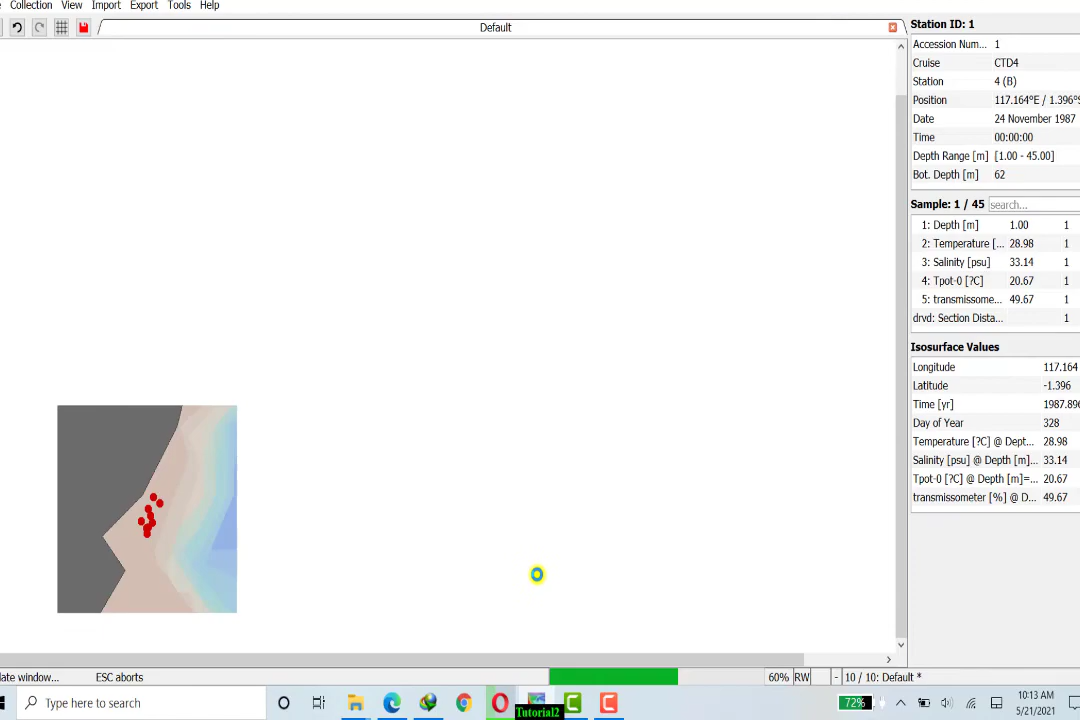 Collection View Import Export Tools Help
Default
Station ID: 1
Accession Num... 1
Cruise CTD4
Station 4 (B)
Position 117.164°E / 1.396°S
Date 24 November 1987
Time 00:00:00
Depth Range [m] [1.00 - 45.00]
Bot. Depth [m] 62
Sample: 1 / 45 search...
1: Depth [m] 1.00 1
2: Temperature [... 28.98 1
3: Salinity [psu] 33.14 1
4: Tpot-0 [?C] 20.67 1
5: transmissome... 49.67 1
drvd: Section Dista... 1
Isosurface Values
Longitude 117.164
Latitude -1.396
Time [yr] 1987.896
Day of Year 328
Temperature [?C] @ Dept... 28.98
Salinity [psu] @ Depth [m]... 33.14
Tpot-0 [?C] @ Depth [m]=... 20.67
transmissometer [%] @ D... 49.67
late window... ESC aborts 60% RW - 10 / 10: Default *
Type here to search Tutorial2 72% 10:13 AM
5/21/2021